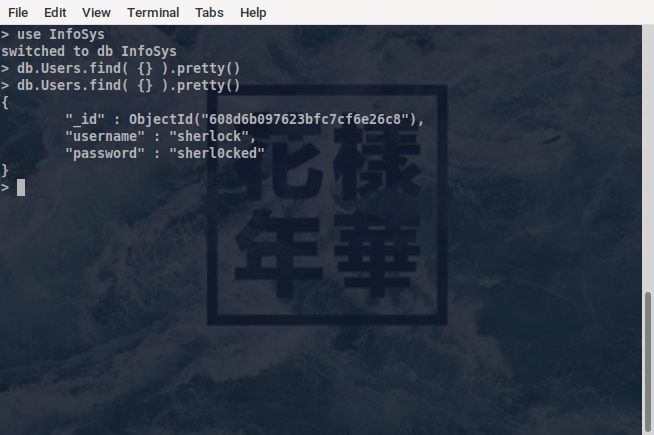 File Edit View Terminal Tabs Help
> use InfoSys
switched to db InfoSys
> db.Users.find( {} ).pretty()
> db.Users.find( {} ).pretty()
{
        "_id" : ObjectId("608d6b097623bfc7cf6e26c8"),
        "username" : "sherlock",
        "password" : "sherl0cked"
}
>
花樣
年華